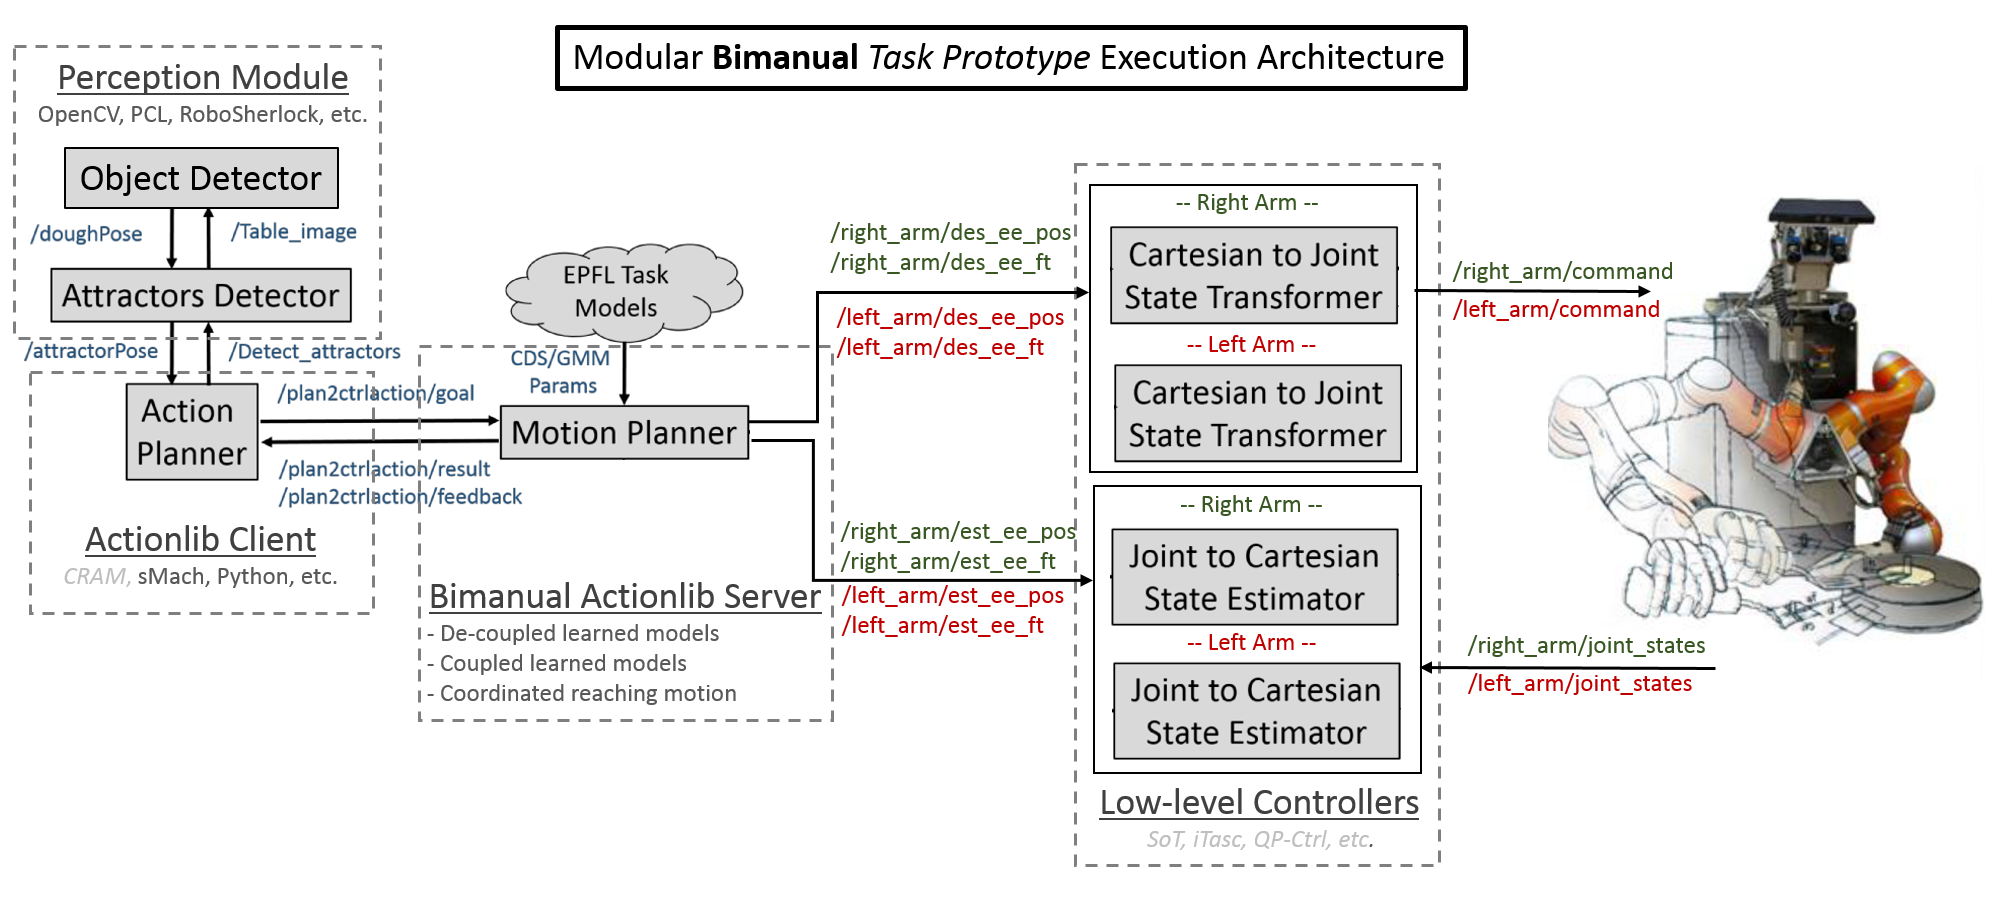 Modular Bimanual Task Prototype Execution Architecture
Perception Module
OpenCV, PCL, RoboSherlock, etc.
Object Detector
/doughPose
/Table_image
Attractors Detector
/attractorPose
/Detect_attractors
Action
Planner
/plan2ctrlaction/goal
/plan2ctrlaction/result
/plan2ctrlaction/feedback
Actionlib Client
CRAM, sMach, Python, etc.
EPFL Task
Models
CDS/GMM
Params
Motion Planner
Bimanual Actionlib Server
- De-coupled learned models
- Coupled learned models
- Coordinated reaching motion
/right_arm/des_ee_pos
/right_arm/des_ee_ft
/left_arm/des_ee_pos
/left_arm/des_ee_ft
/right_arm/est_ee_pos
/right_arm/est_ee_ft
/left_arm/est_ee_pos
/left_arm/est_ee_ft
-- Right Arm --
Cartesian to Joint
State Transformer
-- Left Arm --
Cartesian to Joint
State Transformer
-- Right Arm --
Joint to Cartesian
State Estimator
-- Left Arm --
Joint to Cartesian
State Estimator
Low-level Controllers
SoT, iTasc, QP-Ctrl, etc.
/right_arm/command
/left_arm/command
/right_arm/joint_states
/left_arm/joint_states